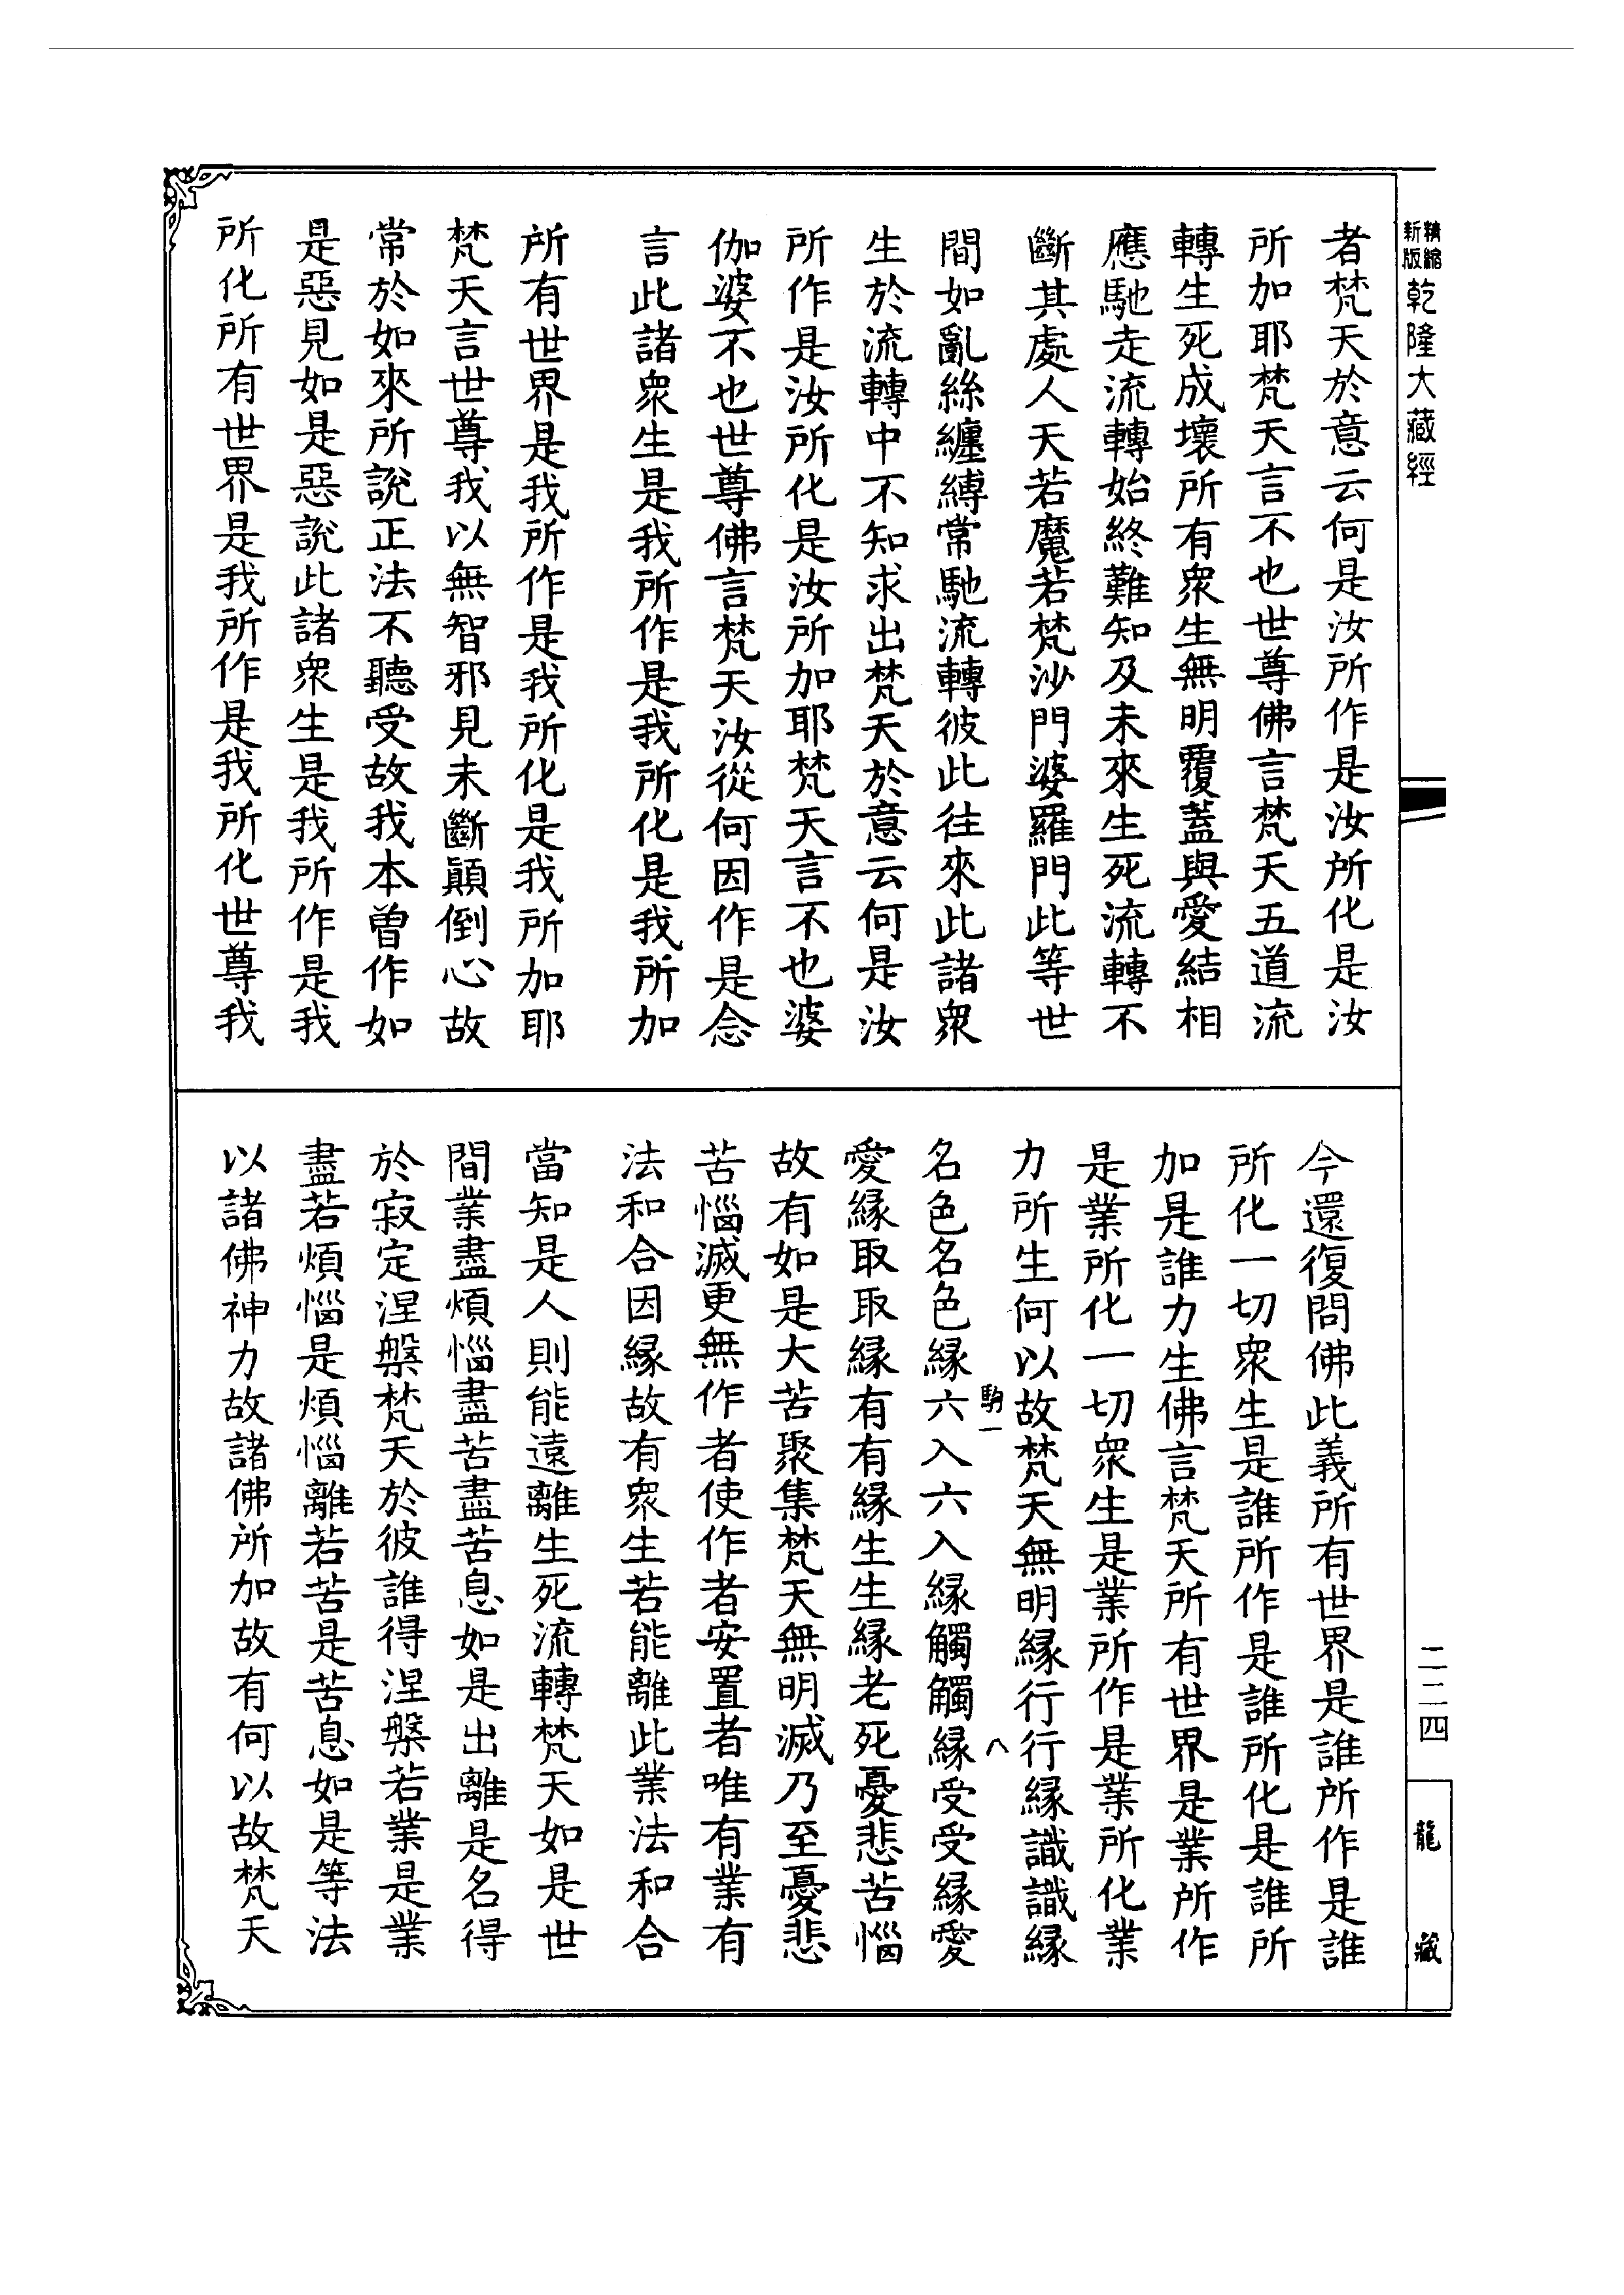 精縮新版乾隆大藏經
者梵天於意云何是汝所作是汝所化是汝
所加耶梵天言不也世尊佛言梵天五道流
轉生死成壞所有衆生無明覆蓋與愛結相
應馳走流轉始終難知及未來生死流轉不
斷其處人天若魔若梵沙門婆羅門此等世
間如亂絲纏縛常馳流轉彼此往來此諸衆
生於流轉中不知求出梵天於意云何是汝
所作是汝所化是汝所加耶梵天言不也婆
伽婆不也世尊佛言梵天汝從何因作是念
言此諸衆生是我所作是我所化是我所加
所有世界是我所作是我所化是我所加耶
梵天言世尊我以無智邪見未斷顛倒心故
常於如來所說正法不聽受故我本曾作如
是惡見如是惡說此諸衆生是我所作是我
所化所有世界是我所作是我所化世尊我
今還復問佛此義所有世界是誰所作是誰
所化一切衆生是誰所作是誰所化是誰所
加是誰力生佛言梵天所有世界是業所作
是業所化一切衆生是業所作是業所化業
力所生何以故梵天無明緣行行緣識識緣
駒一
八
名色名色緣六入六入緣觸觸緣受受緣愛
愛緣取取緣有有緣生生緣老死憂悲苦惱
故有如是大苦聚集梵天無明滅乃至憂悲
苦惱滅更無作者使作者安置者唯有業有
法和合因緣故有衆生若能離此業法和合
當知是人則能遠離生死流轉梵天如是世
間業盡煩惱盡苦盡苦息如是出離是名得
於寂定涅槃梵天於彼誰得涅槃若業是業
盡若煩惱是煩惱離若苦是苦息如是等法
以諸佛神力故諸佛所加故有何以故梵天
二二四
龍藏